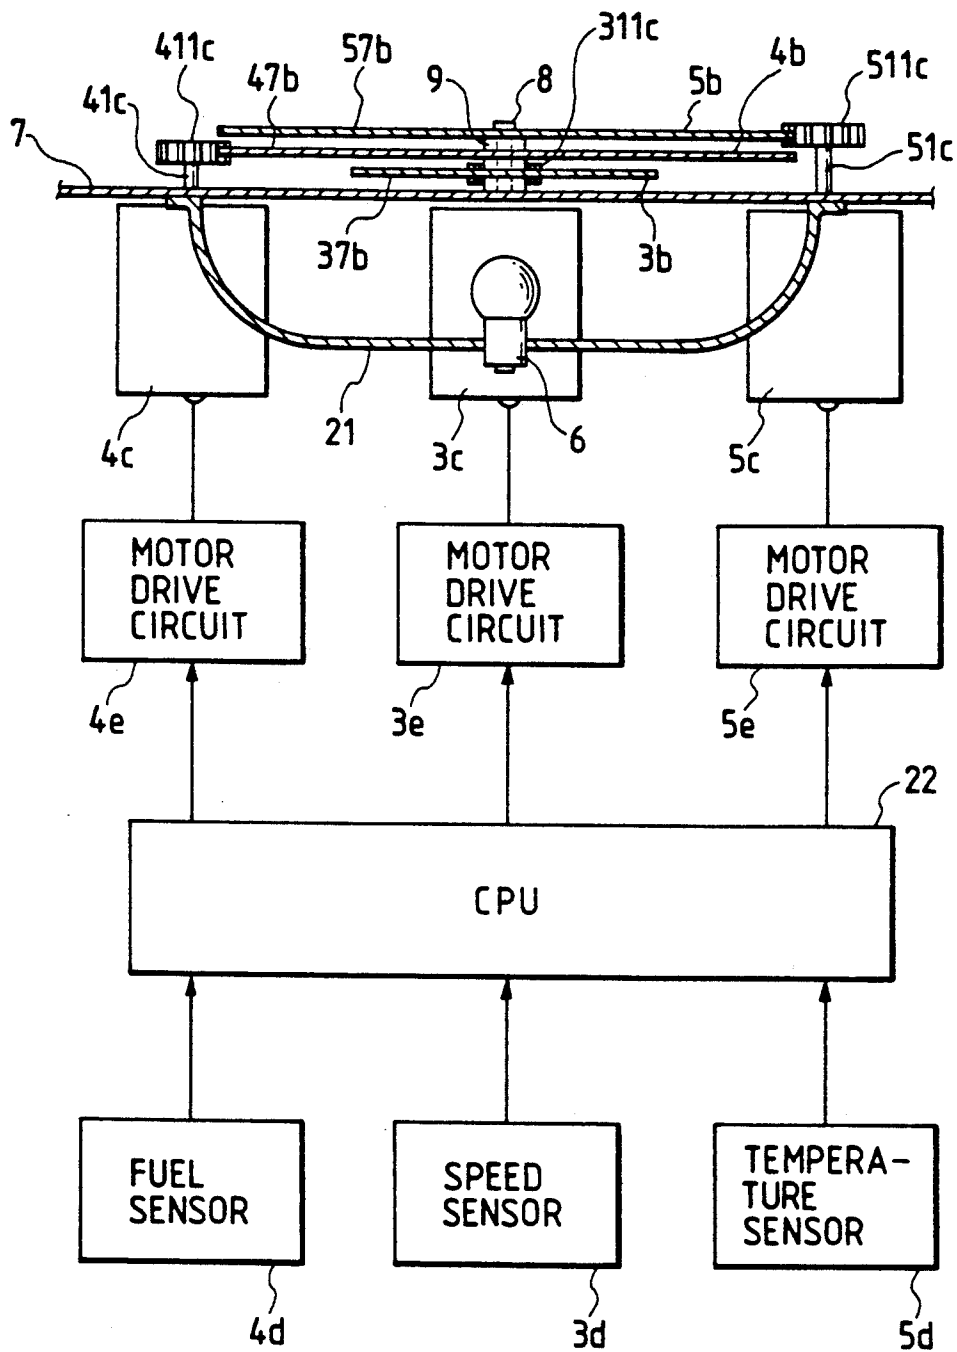 311c
411c
57b
4b
47b
9
8
5b
511c
41c
7
51c
37b
3b
21
6
4c
3c
5c
MOTOR
DRIVE
CIRCUIT
MOTOR
DRIVE
CIRCUIT
MOTOR
DRIVE
CIRCUIT
4e
3e
5e
22
CPU
FUEL
SENSOR
SPEED
SENSOR
TEMPERA-
TURE
SENSOR
4d
3d
5d